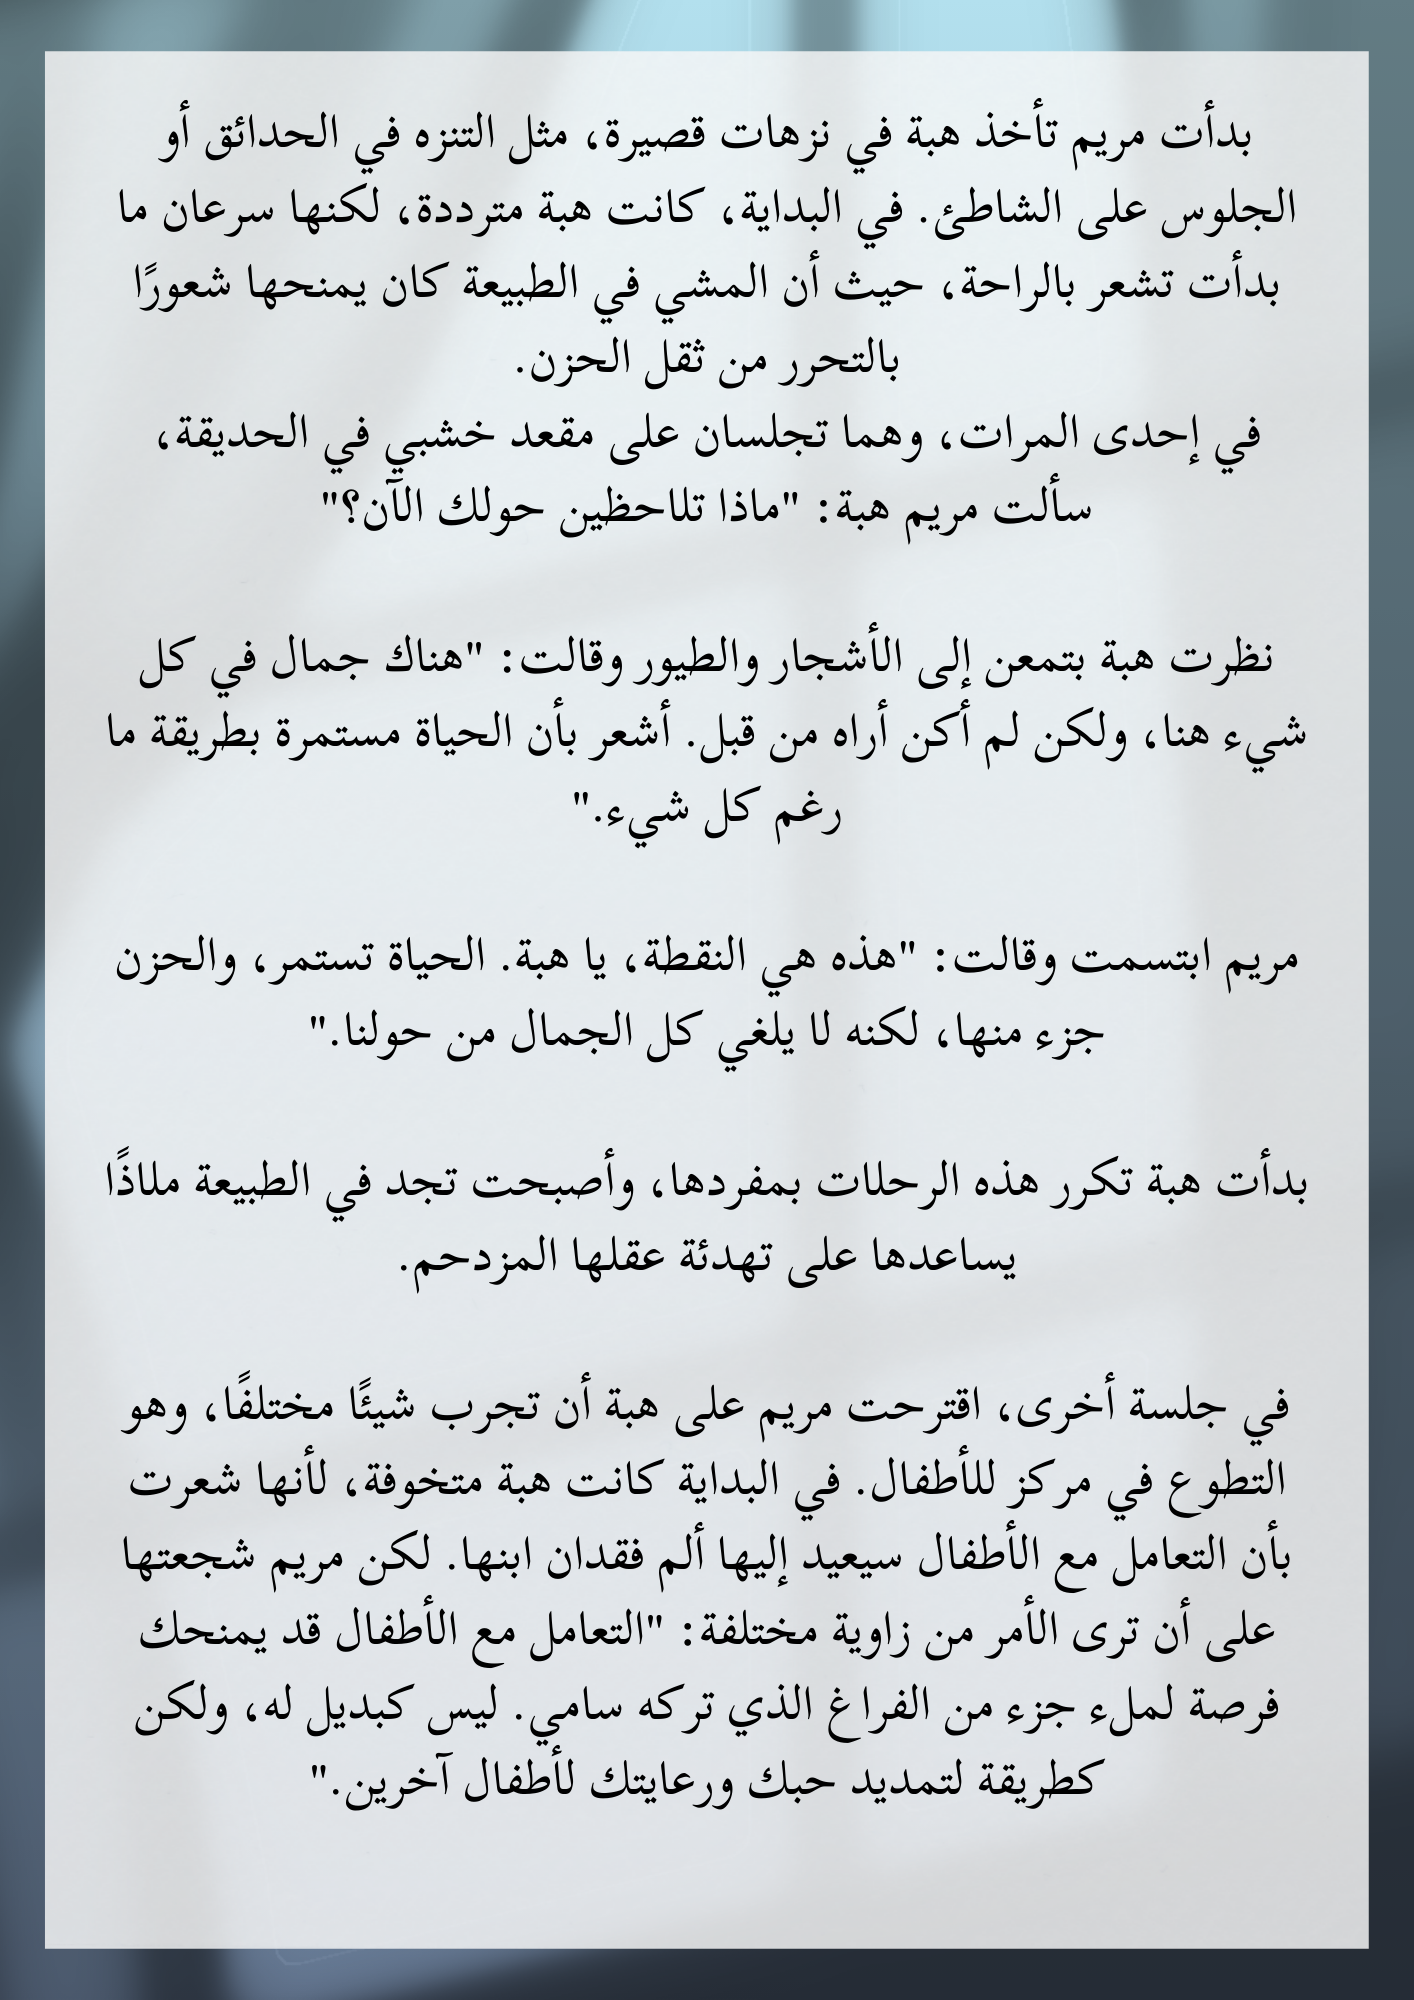 بدأت مريم تأخذ هبة في نزهات قصيرة، مثل التنزه في الحدائق أو
الجلوس على الشاطئ. في البداية، كانت هبة مترددة، لكنها سرعان ما
بدأت تشعر بالراحة، حيث أن المشي في الطبيعة كان يمنحها شعورًا
بالتحرر من ثقل الحزن.
في إحدى المرات، وهما تجلسان على مقعد خشبي في الحديقة،
سألت مريم هبة: "ماذا تلاحظين حولك الآن؟"
نظرت هبة بتمعن إلى الأشجار والطيور وقالت: "هناك جمال في كل
شيء هنا، ولكن لم أكن أراه من قبل. أشعر بأن الحياة مستمرة بطريقة ما
رغم كل شيء."
مريم ابتسمت وقالت: "هذه هي النقطة، يا هبة. الحياة تستمر، والحزن
جزء منها، لكنه لا يلغي كل الجمال من حولنا."
بدأت هبة تكرر هذه الرحلات بمفردها، وأصبحت تجد في الطبيعة ملاذًا
يساعدها على تهدئة عقلها المزدحم.
في جلسة أخرى، اقترحت مريم على هبة أن تجرب شيئًا مختلفًا، وهو
التطوع في مركز للأطفال. في البداية كانت هبة متخوفة، لأنها شعرت
بأن التعامل مع الأطفال سيعيد إليها ألم فقدان ابنها. لكن مريم شجعتها
على أن ترى الأمر من زاوية مختلفة: "التعامل مع الأطفال قد يمنحك
فرصة لملء جزء من الفراغ الذي تركه سامي. ليس كبديل له، ولكن
كطريقة لتمديد حبك ورعايتك لأطفال آخرين."